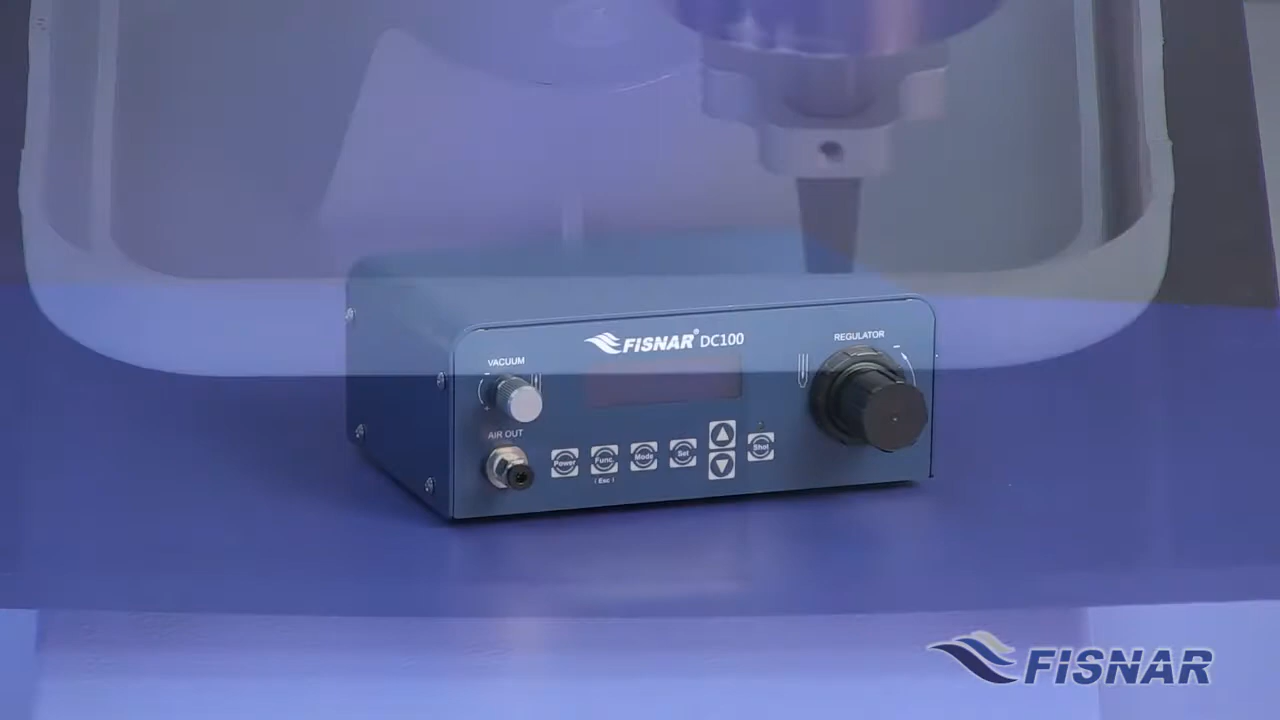 FISNAR® DC100
REGULATOR
VACUUM
AIR OUT
Power
Func.
Mode
Set
Shot
( Esc )
FISNAR